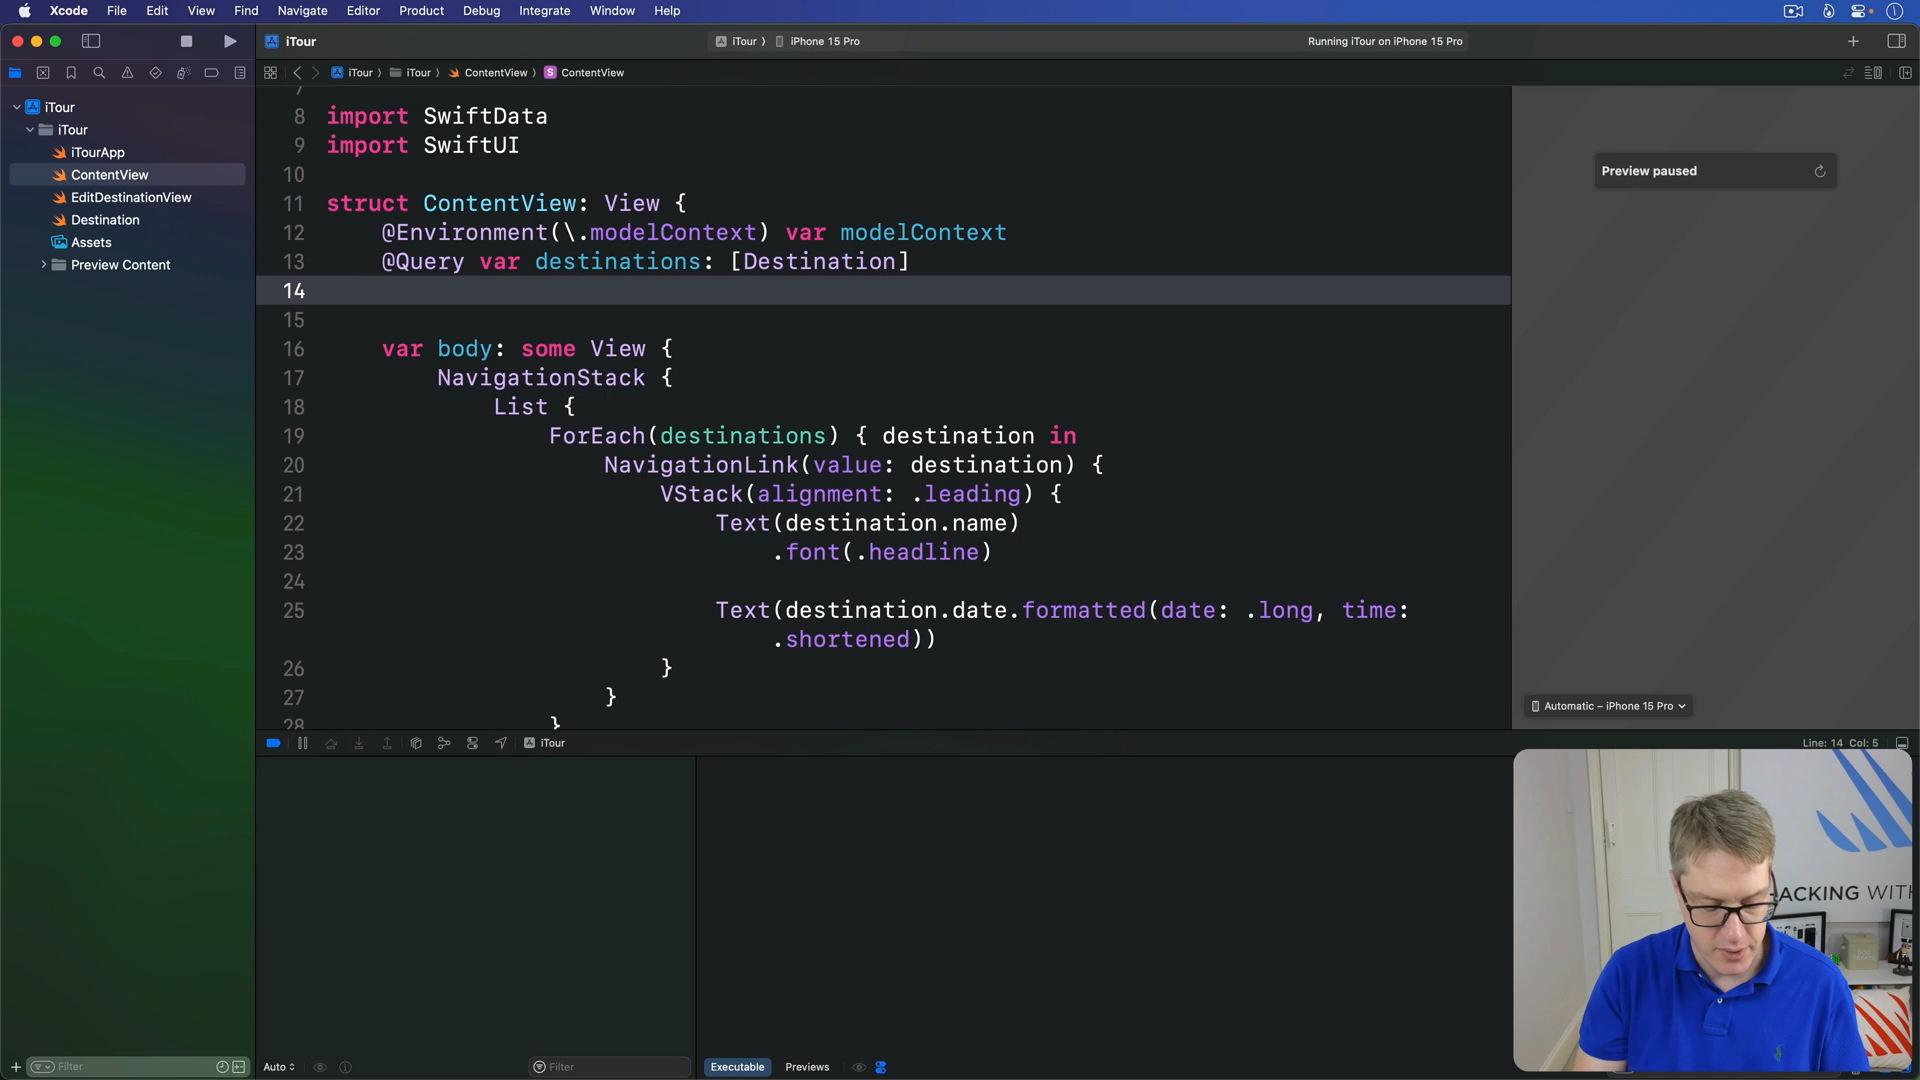 Xcode File Edit View Find Navigate Editor Product Debug Integrate Window Help
iTour
iTour ⟩ iPhone 15 Pro
Running iTour on iPhone 15 Pro
iTour ⟩ iTour ⟩ ContentView ⟩ S ContentView
iTour
iTour
iTourApp
ContentView
EditDestinationView
Destination
Assets
Preview Content
7
8 import SwiftData
9 import SwiftUI
10
11 struct ContentView: View {
12 @Environment(\.modelContext) var modelContext
13 @Query var destinations: [Destination]
14
15
16 var body: some View {
17 NavigationStack {
18 List {
19 ForEach(destinations) { destination in
20 NavigationLink(value: destination) {
21 VStack(alignment: .leading) {
22 Text(destination.name)
23 .font(.headline)
24
25 Text(destination.date.formatted(date: .long, time:
.shortened))
26 }
27 }
28 }
Preview paused
Automatic – iPhone 15 Pro
iTour
Line: 14 Col: 5
HACKING WITH
Filter
Auto
Filter
Executable Previews